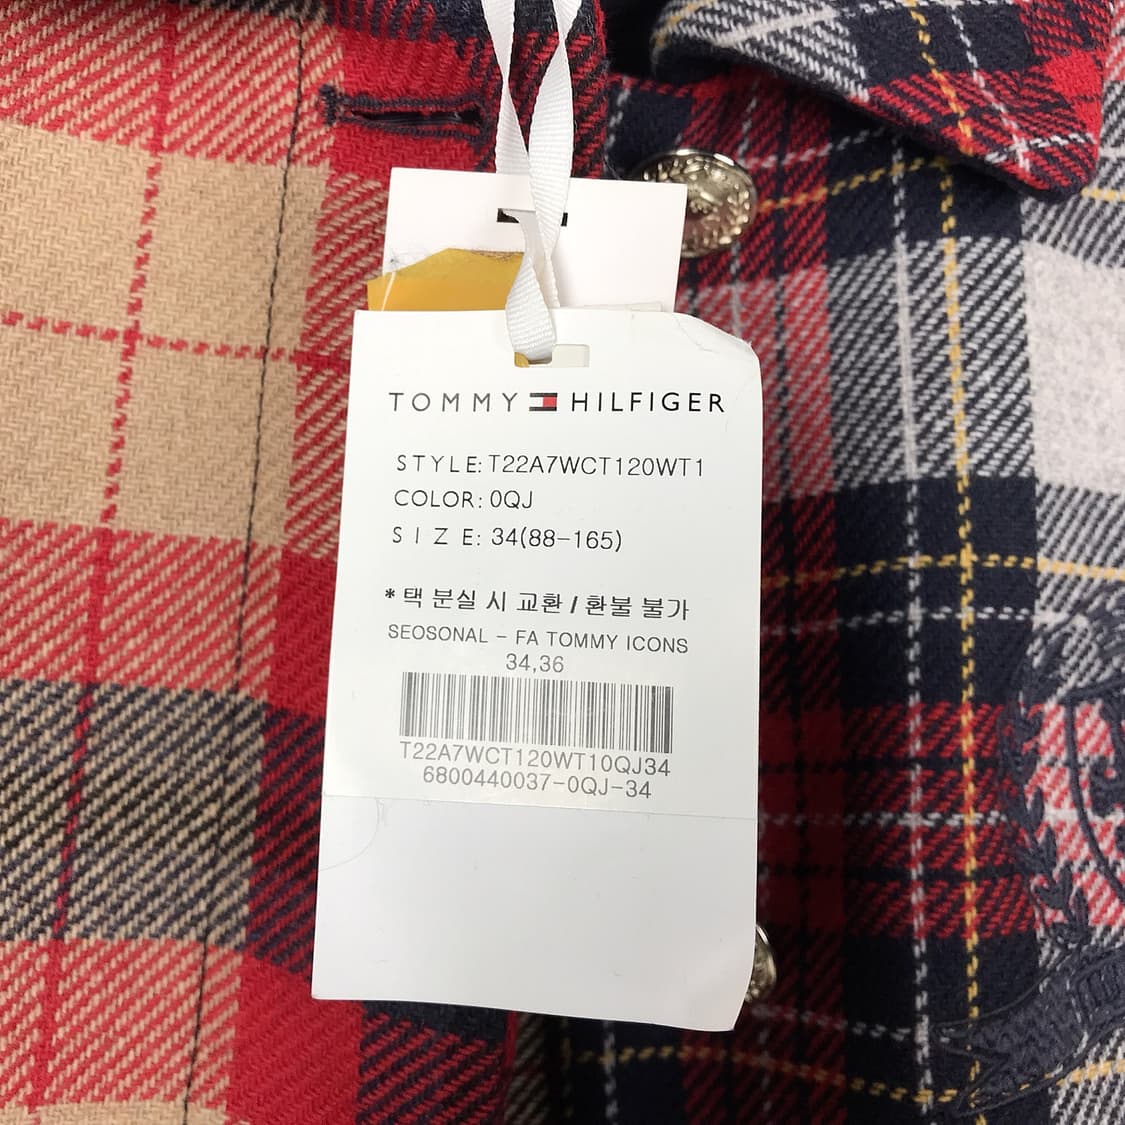 TOMMY HILFIGER
STYLE: T22A7WCT120WT1
COLOR: 0QJ
SIZE: 34(88-165)
* 택 분실 시 교환 / 환불 불가
SEOSONAL - FA TOMMY ICONS
34,36
T22A7WCT120WT10QJ34
6800440037-0QJ-34